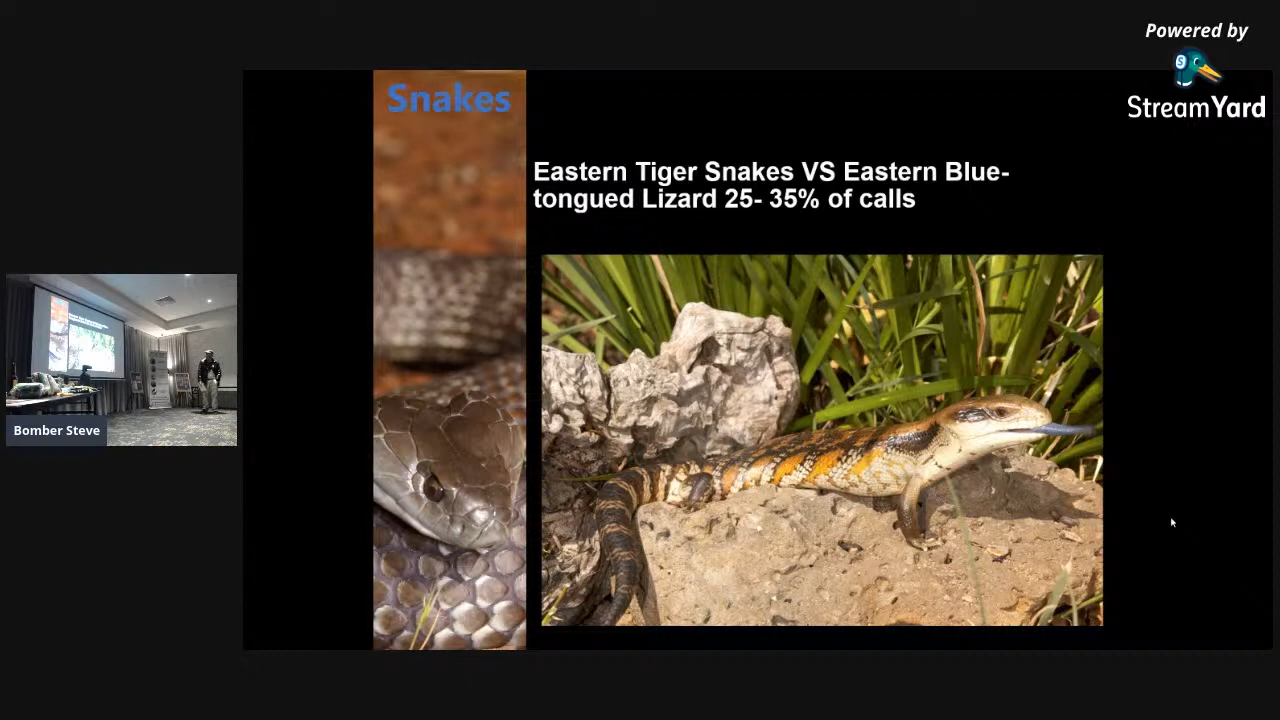 Powered by
StreamYard
Snakes
Eastern Tiger Snakes VS Eastern Blue-
tongued Lizard 25- 35% of calls
Bomber Steve